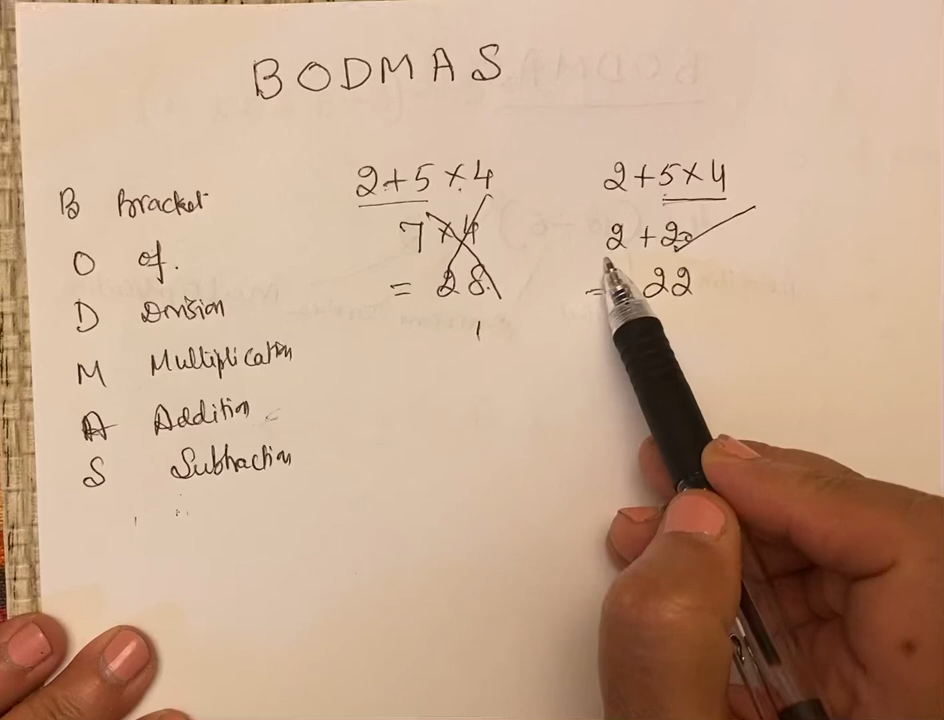 BODMAS
B Bracket
O of.
D Division
M Multiplication
A Addition
S Subtraction
2+5×4
7×4
= 28
2+5×4
2+20
= 22